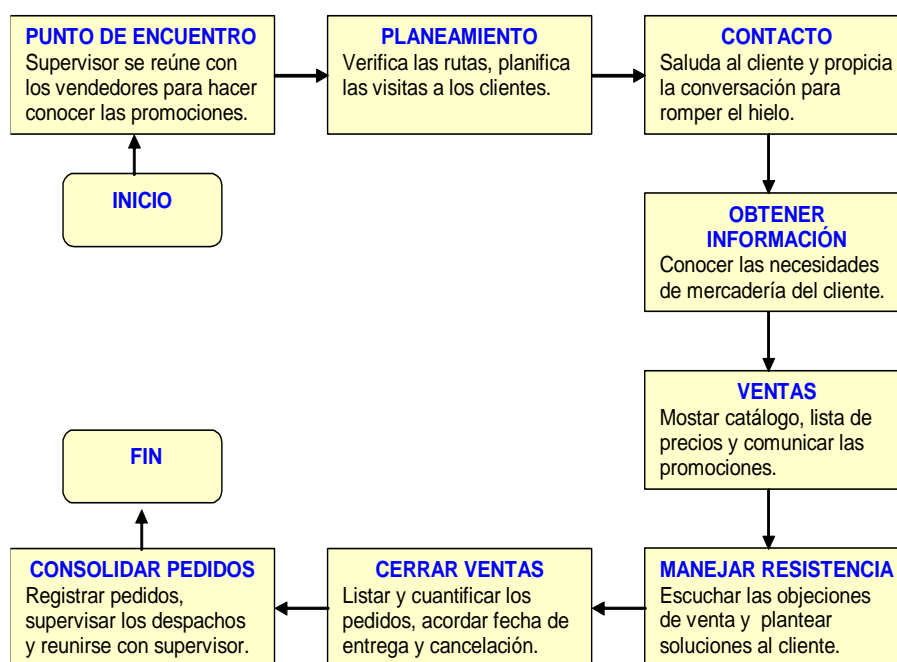 INICIO
PUNTO DE ENCUENTRO
Supervisor se reúne con
los vendedores para hacer
conocer las promociones.
PLANEAMIENTO
Verifica las rutas, planifica
las visitas a los clientes.
CONTACTO
Saluda al cliente y propicia
la conversación para
romper el hielo.
OBTENER
INFORMACIÓN
Conocer las necesidades
de mercadería del cliente.
VENTAS
Mostar catálogo, lista de
precios y comunicar las
promociones.
MANEJAR RESISTENCIA
Escuchar las objeciones
de venta y plantear
soluciones al cliente.
CERRAR VENTAS
Listar y cuantificar los
pedidos, acordar fecha de
entrega y cancelación.
CONSOLIDAR PEDIDOS
Registrar pedidos,
supervisar los despachos
y reunirse con supervisor.
FIN